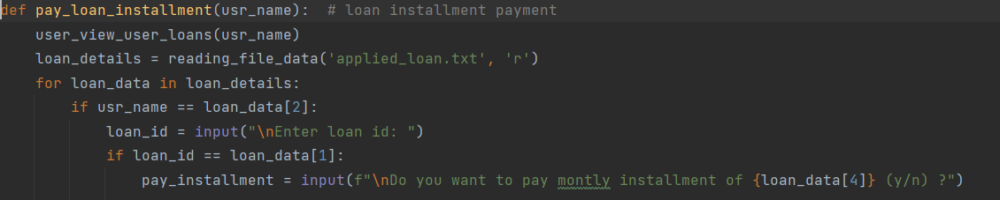 def pay_loan_installment(usr_name):  # loan installment payment
    user_view_user_loans(usr_name)
    loan_details = reading_file_data('applied_loan.txt', 'r')
    for loan_data in loan_details:
        if usr_name == loan_data[2]:
            loan_id = input("\nEnter loan id: ")
            if loan_id == loan_data[1]:
                pay_installment = input(f"\nDo you want to pay montly installment of {loan_data[4]} (y/n) ?")